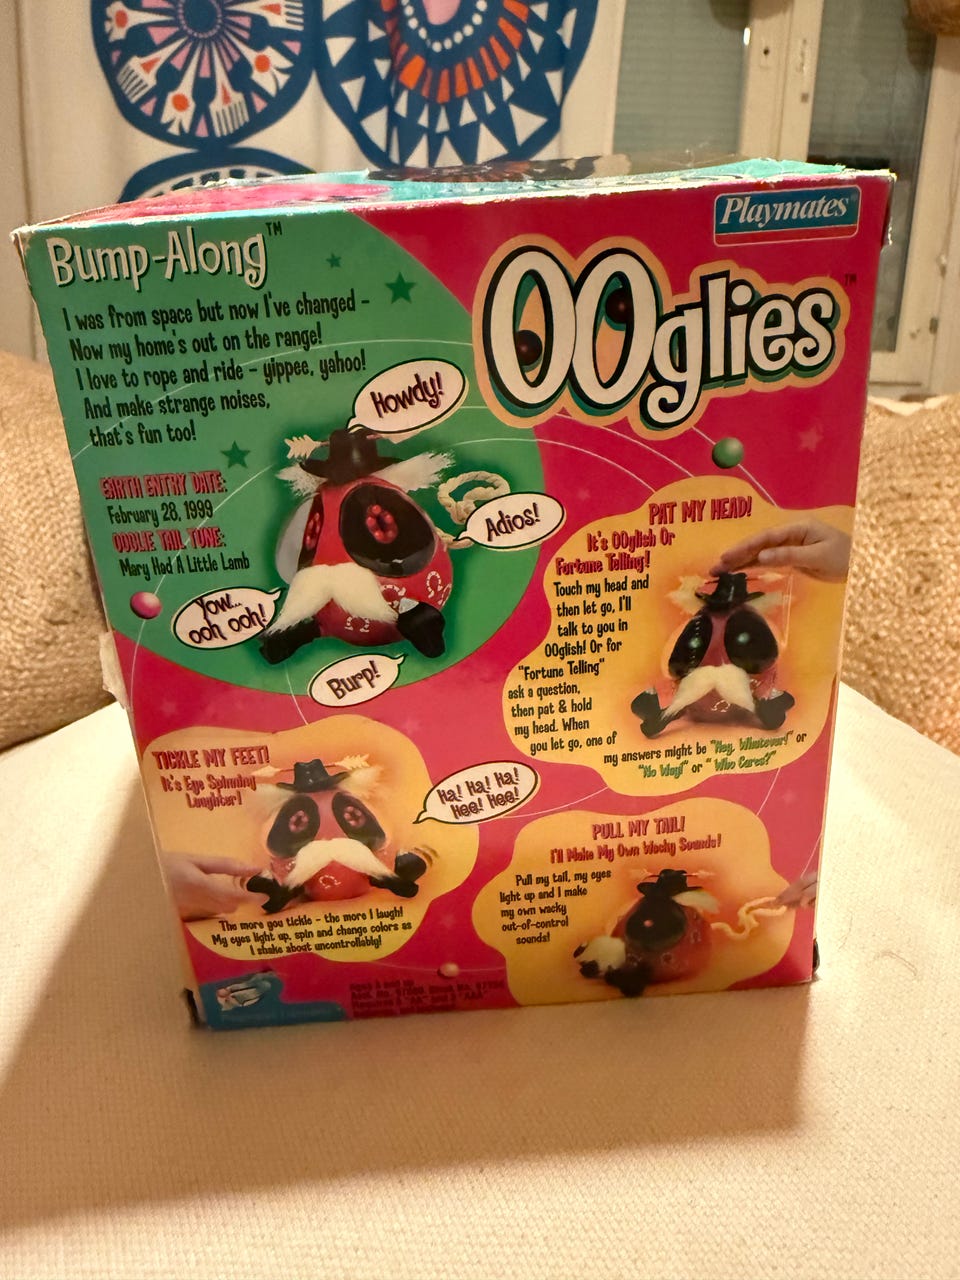 Playmates
Bump-Along™
OOglies™
I was from space but now I've changed -
Now my home's out on the range!
I love to rope and ride - yippee, yahoo!
And make strange noises,
that's fun too!
EARTH ENTRY DATE:
February 28, 1999
OOGLIE TAIL TUNE:
Mary Had A Little Lamb
Howdy!
Adios!
Yow...
ooh ooh!
Burp!
PAT MY HEAD!
It's OOglish Or
Fortune Telling!
Touch my head and
then let go, I'll
talk to you in
OOglish! Or for
"Fortune Telling"
ask a question,
then pat & hold
my head. When
you let go, one of
my answers might be "Hey, Whatever!" or
"No Way!" or "Who Cares?"
TICKLE MY FEET!
It's Eye Spinning
Laughter!
Ha! Ha! Ha!
Hee! Hee!
The more you tickle - the more I laugh!
My eyes light up, spin and change colors as
I shake about uncontrollably!
PULL MY TAIL!
I'll Make My Own Wacky Sounds!
Pull my tail, my eyes
light up and I make
my own wacky
out-of-control
sounds!